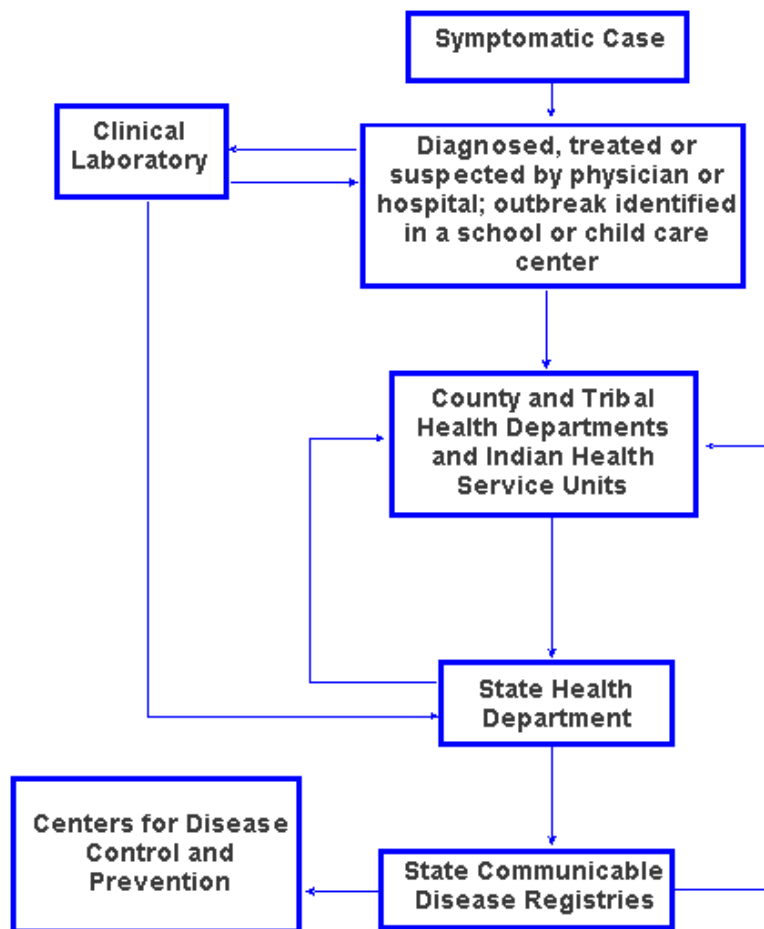 Symptomatic Case
Clinical
Laboratory
Diagnosed, treated or
suspected by physician or
hospital; outbreak identified
in a school or child care
center
County and Tribal
Health Departments
and Indian Health
Service Units
State Health
Department
Centers for Disease
Control and
Prevention
State Communicable
Disease Registries